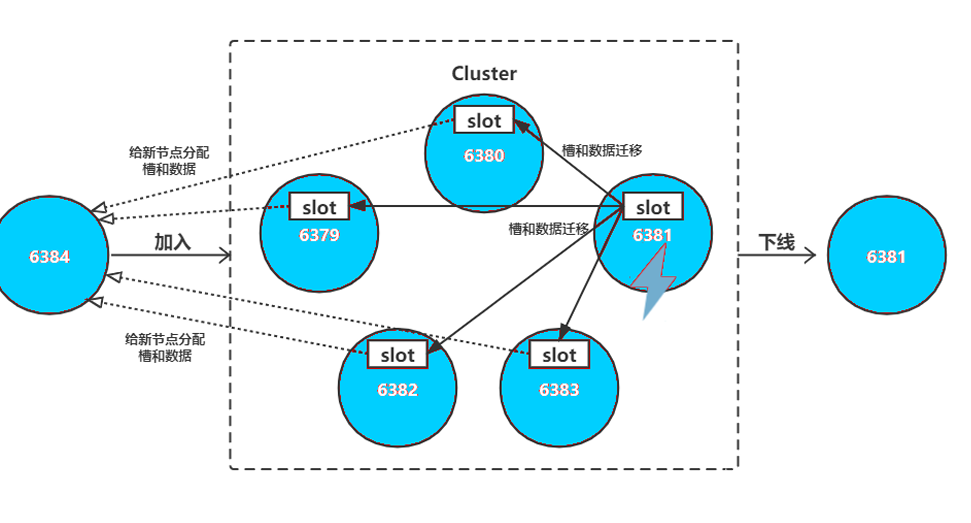 Cluster
slot
6380
给新节点分配
槽和数据
槽和数据迁移
slot
6379
slot
6381
槽和数据迁移
6384
加入
下线
6381
给新节点分配
槽和数据
slot
6382
slot
6383